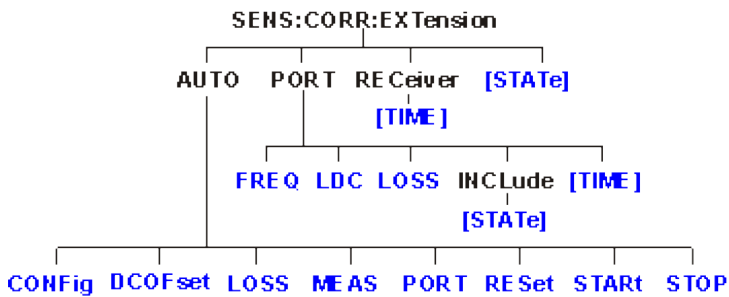 SENS:CORR:EXTension
AUTO PORT RECeiver [STATe]
[TIME]
FREQ LDC LOSS INCLude [TIME]
[STATe]
CONFig DCOFset LOSS MEAS PORT RESet STARt STOP